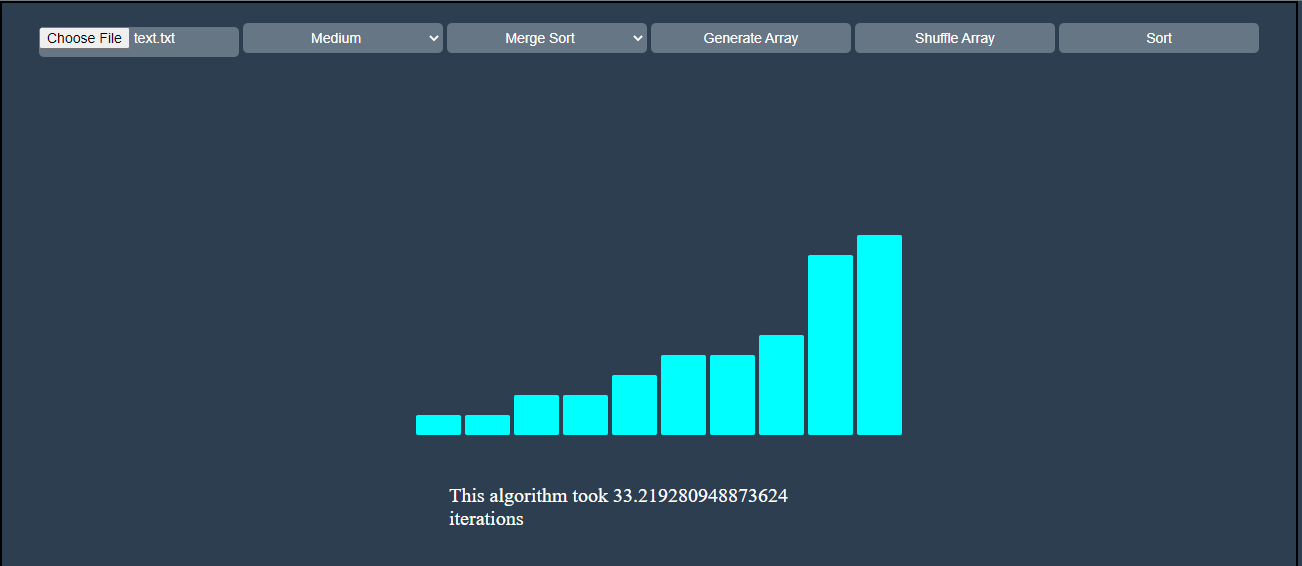 Choose File text.txt Medium Merge Sort Generate Array Shuffle Array Sort
This algorithm took 33.219280948873624
iterations